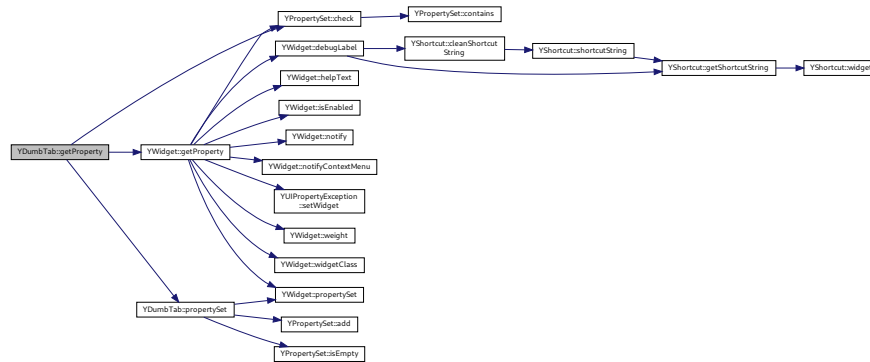 YDumbTab::getProperty
YWidget::getProperty
YDumbTab::propertySet
YPropertySet::check
YWidget::debugLabel
YWidget::helpText
YWidget::isEnabled
YWidget::notify
YWidget::notifyContextMenu
YUIPropertyException
::setWidget
YWidget::weight
YWidget::widgetClass
YWidget::propertySet
YPropertySet::add
YPropertySet::isEmpty
YPropertySet::contains
YShortcut::cleanShortcut
String
YShortcut::shortcutString
YShortcut::getShortcutString
YShortcut::widget